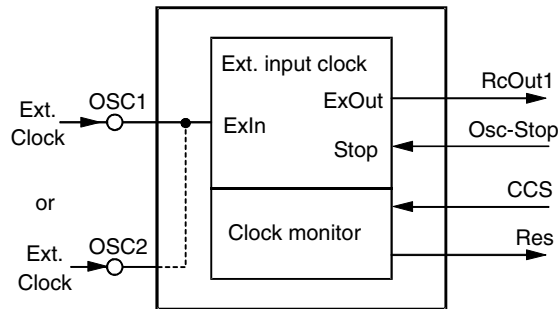 Ext. input clock
RcOut1
ExOut
Ext.
Clock
OSC1
ExIn
Osc-Stop
Stop
or
CCS
Clock monitor
Res
OSC2
Ext.
Clock